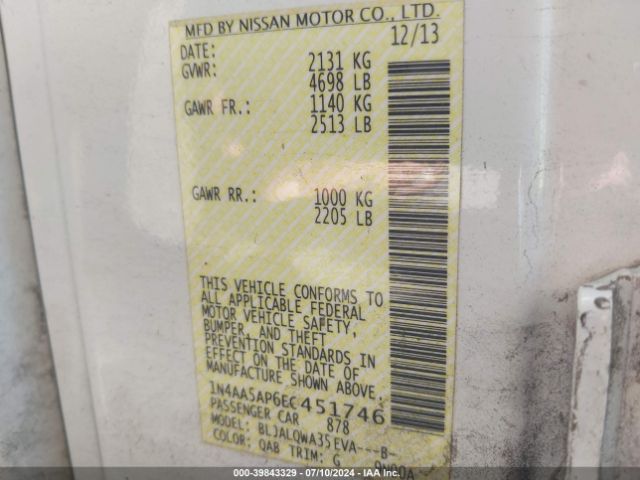 MFD BY NISSAN MOTOR CO., LTD.
DATE: 12/13
GVWR: 2131 KG
4698 LB
GAWR FR.: 1140 KG
2513 LB
GAWR RR.: 1000 KG
2205 LB
THIS VEHICLE CONFORMS TO
ALL APPLICABLE FEDERAL
MOTOR VEHICLE SAFETY,
BUMPER, AND THEFT
PREVENTION STANDARDS IN
EFFECT ON THE DATE OF
MANUFACTURE SHOWN ABOVE.
1N4AA5AP6EC451746
PASSENGER CAR 878
MODEL: BLJALQWA35EVA---B-
COLOR: QAB TRIM: G
000-39843329 - 07/10/2024 - IAAI.COM